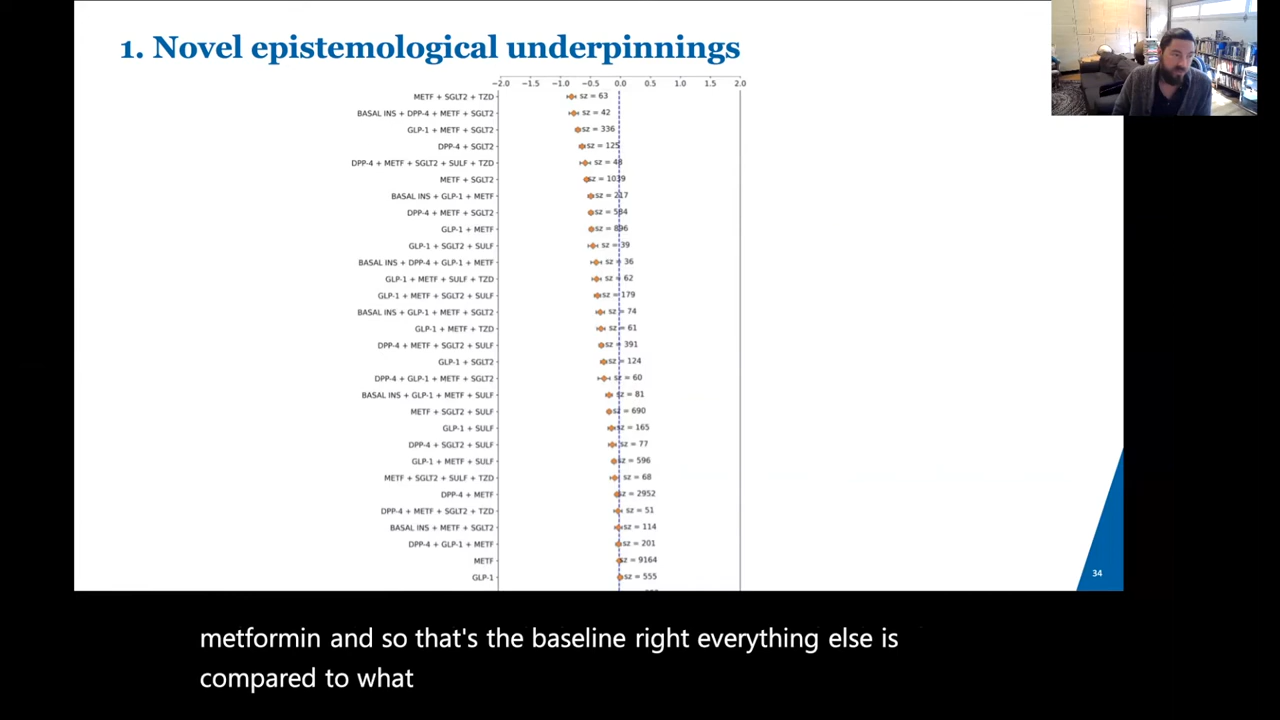 1. Novel epistemological underpinnings
−2.0 −1.5 −1.0 −0.5 0.0 0.5 1.0 1.5 2.0
METF + SGLT2 + TZD sz = 63
BASAL INS + DPP-4 + METF + SGLT2 sz = 42
GLP-1 + METF + SGLT2 sz = 336
DPP-4 + SGLT2 sz = 125
DPP-4 + METF + SGLT2 + SULF + TZD sz = 48
METF + SGLT2 sz = 1039
BASAL INS + GLP-1 + METF sz = 217
DPP-4 + METF + SGLT2 sz = 584
GLP-1 + METF sz = 896
GLP-1 + SGLT2 + SULF sz = 39
BASAL INS + DPP-4 + GLP-1 + METF sz = 36
GLP-1 + METF + SULF + TZD sz = 62
GLP-1 + METF + SGLT2 + SULF sz = 179
BASAL INS + GLP-1 + METF + SGLT2 sz = 74
GLP-1 + METF + TZD sz = 61
DPP-4 + METF + SGLT2 + SULF sz = 391
GLP-1 + SGLT2 sz = 124
DPP-4 + GLP-1 + METF + SGLT2 sz = 60
BASAL INS + GLP-1 + METF + SULF sz = 81
METF + SGLT2 + SULF sz = 690
GLP-1 + SULF sz = 165
DPP-4 + SGLT2 + SULF sz = 77
GLP-1 + METF + SULF sz = 596
METF + SGLT2 + SULF + TZD sz = 68
DPP-4 + METF sz = 2952
DPP-4 + METF + SGLT2 + TZD sz = 51
BASAL INS + METF + SGLT2 sz = 114
DPP-4 + GLP-1 + METF sz = 201
METF sz = 9164
GLP-1 sz = 555
34
metformin and so that's the baseline right everything else is
compared to what